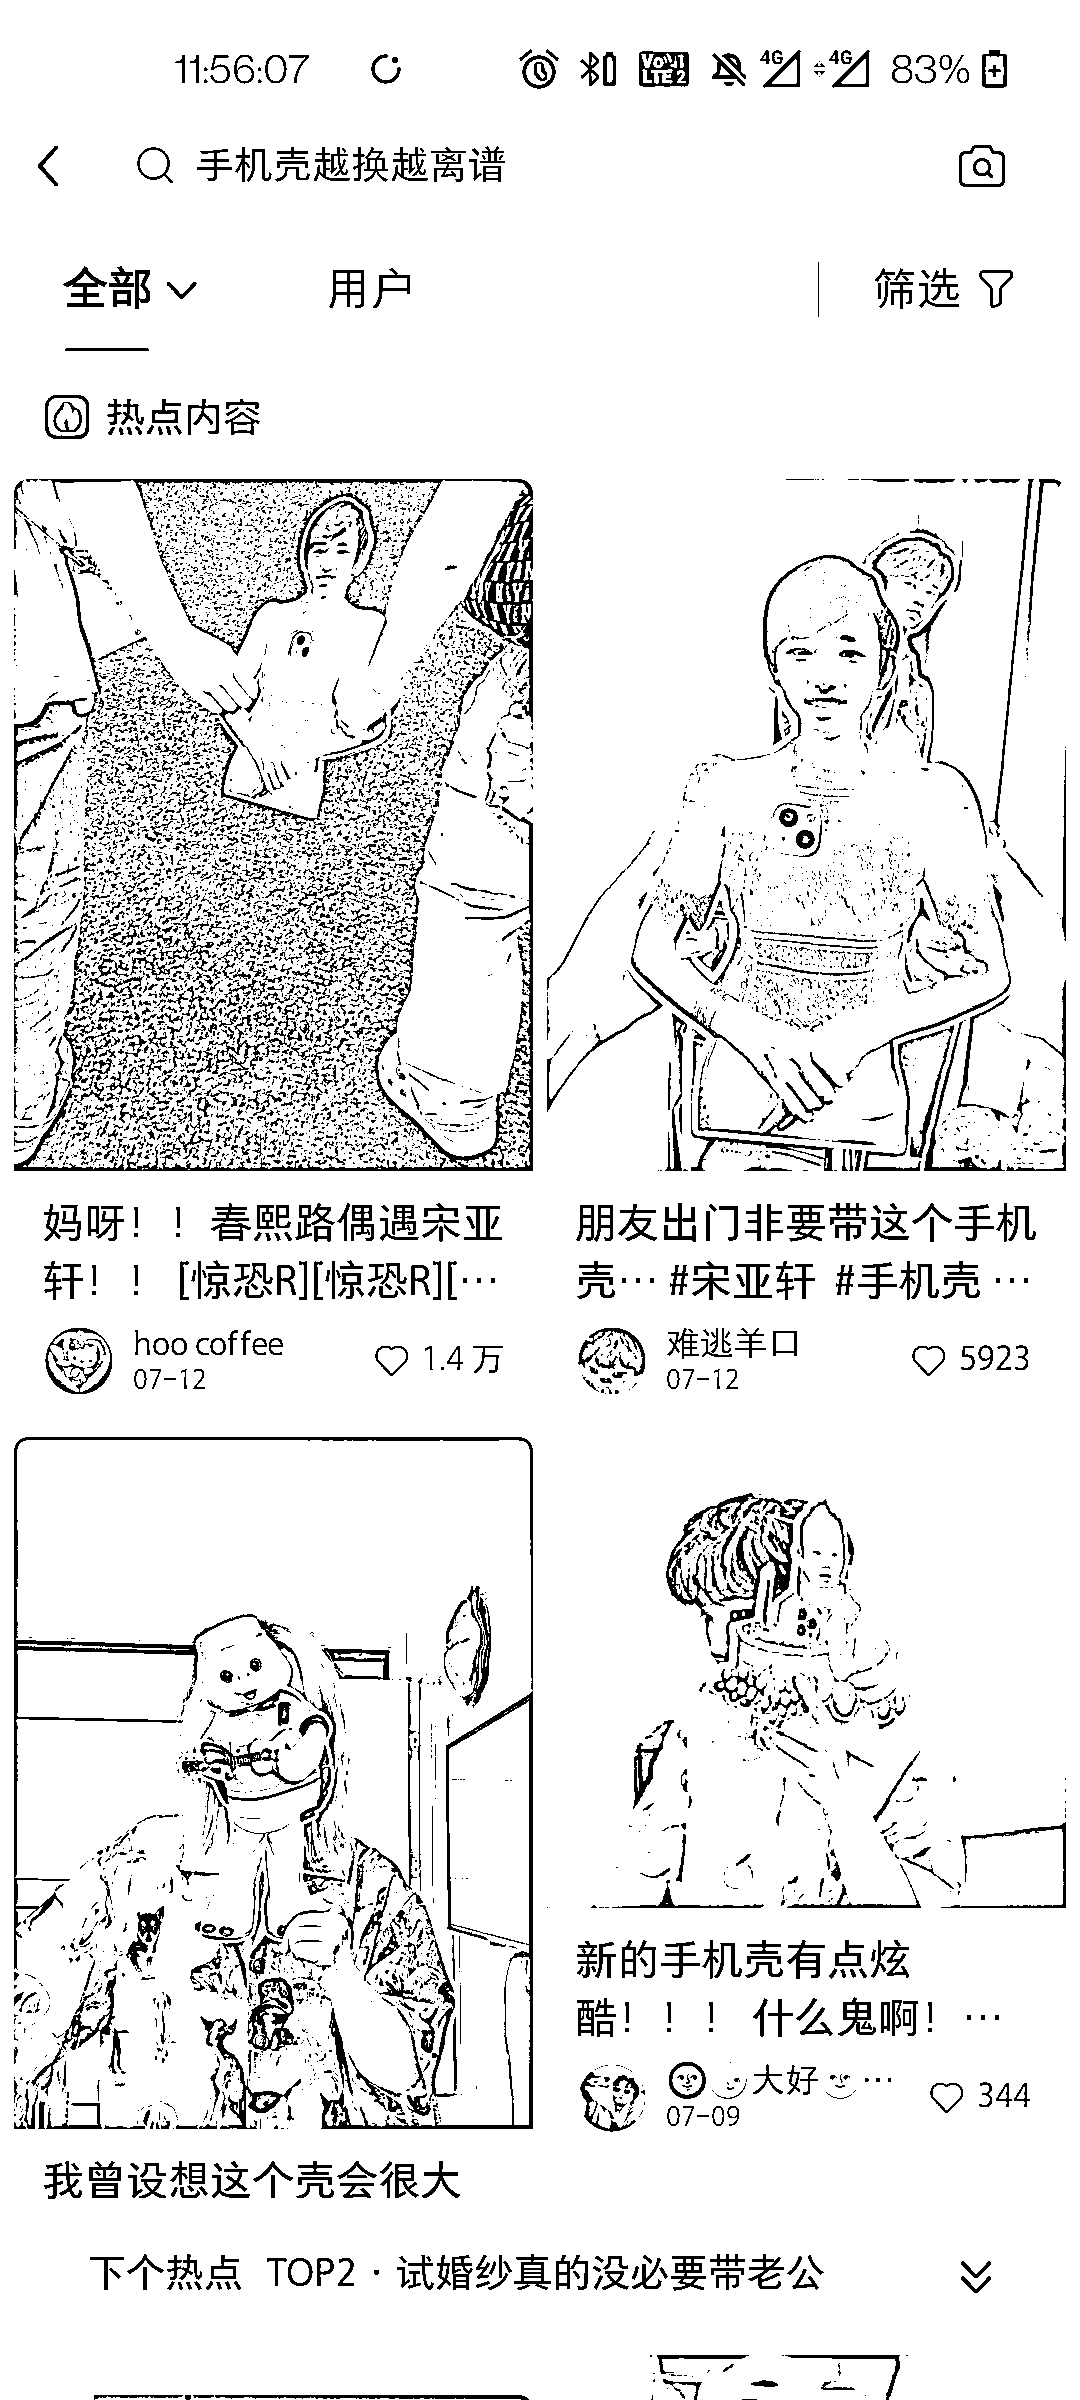 11:56:07 VoWiFi LTE 2 4G 4G 83%
手机壳越换越离谱
全部 用户 筛选
热点内容
妈呀！！春熙路偶遇宋亚
轩！！ [惊恐R][惊恐R][…
hoo coffee
07-12
1.4 万
朋友出门非要带这个手机
壳… #宋亚轩 #手机壳 …
难逃羊口
07-12
5923
新的手机壳有点炫
酷！！！ 什么鬼啊！ …
大好…
07-09
344
我曾设想这个壳会很大
下个热点 TOP2 · 试婚纱真的没必要带老公